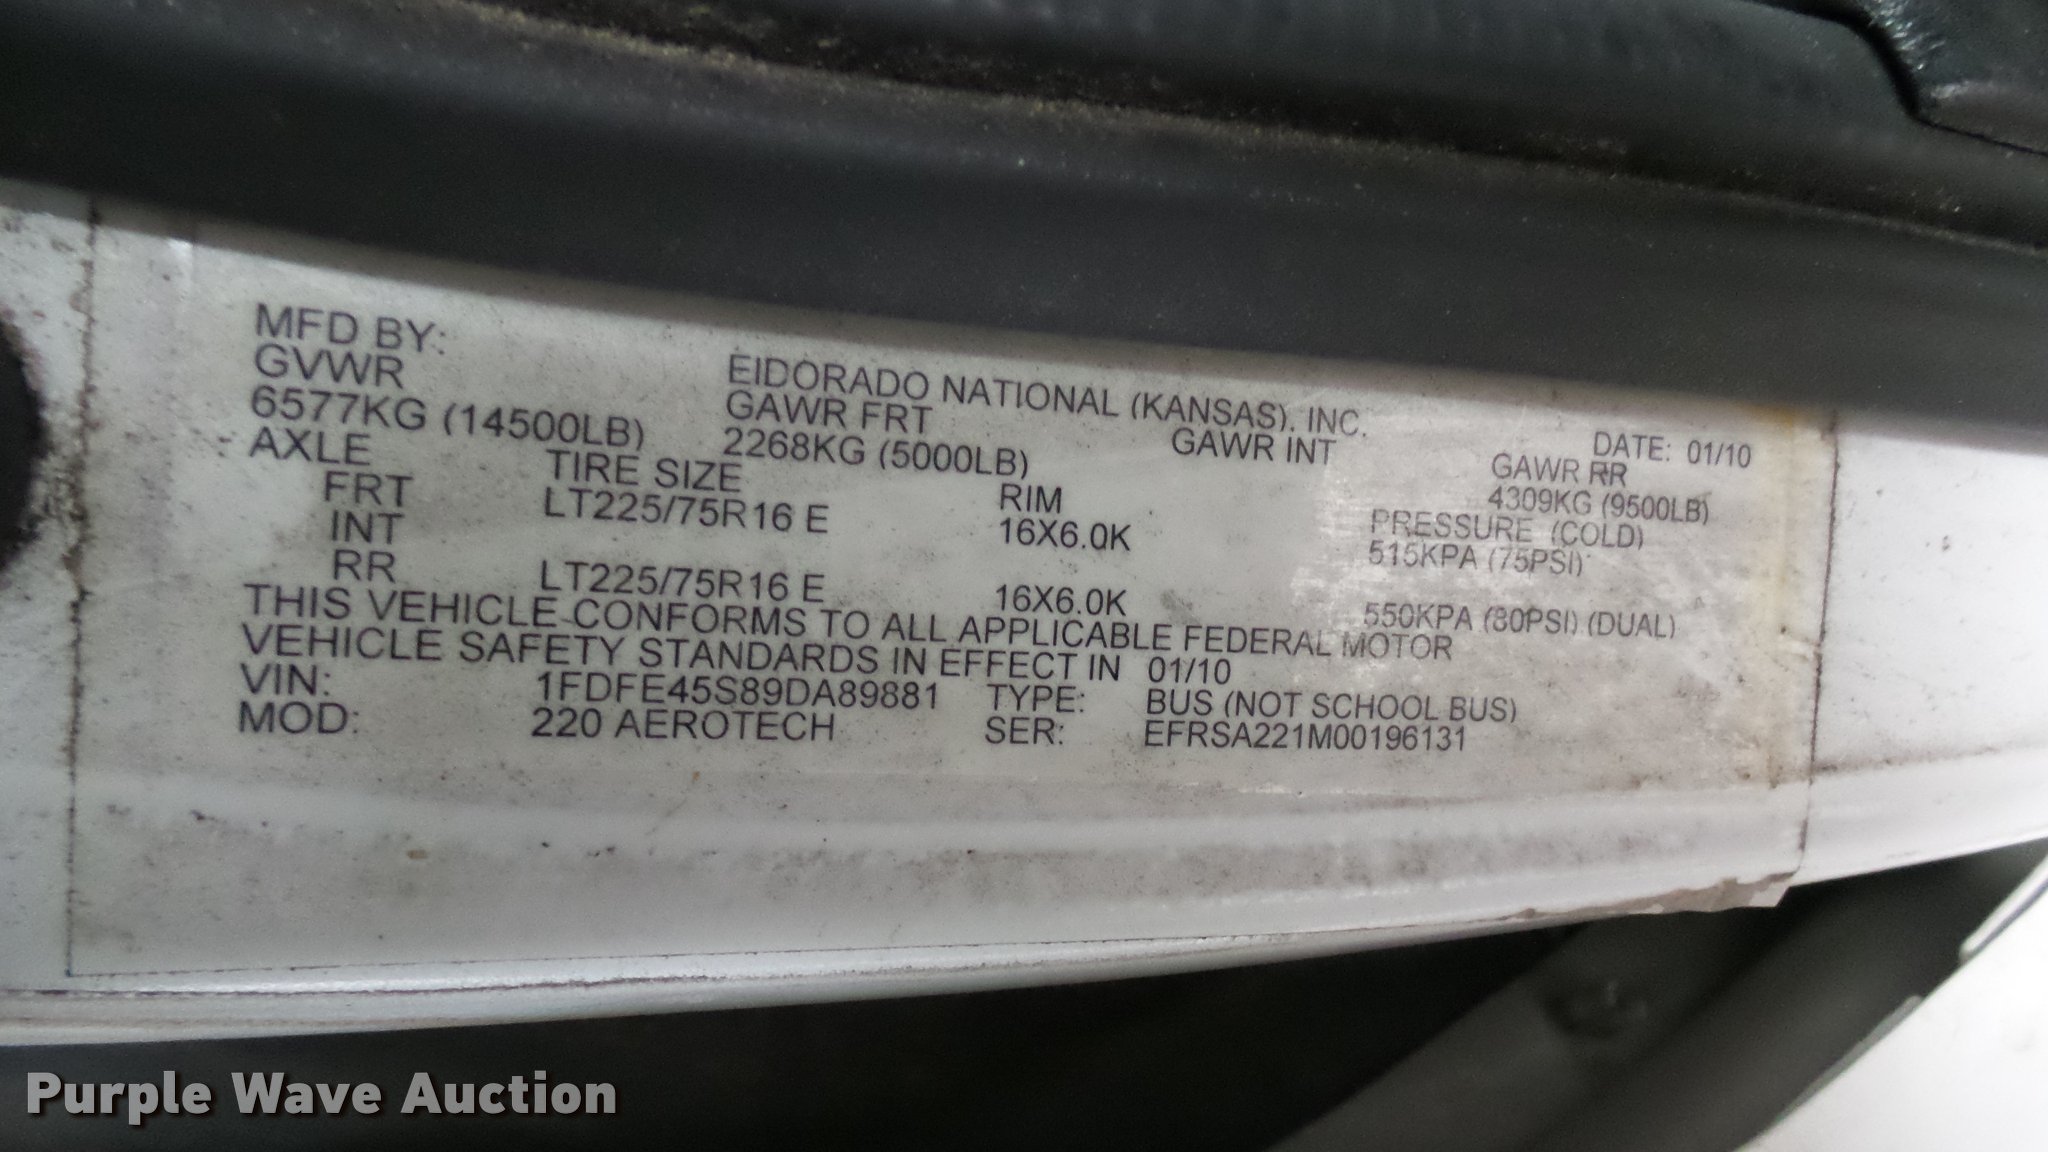 MFD BY: EIDORADO NATIONAL (KANSAS), INC. DATE: 01/10
GVWR GAWR FRT GAWR INT GAWR RR
6577KG (14500LB) 2268KG (5000LB) 4309KG (9500LB)
AXLE TIRE SIZE RIM PRESSURE (COLD)
FRT LT225/75R16 E 16X6.0K 515KPA (75PSI)
INT
RR LT225/75R16 E 16X6.0K 550KPA (80PSI) (DUAL)
THIS VEHICLE CONFORMS TO ALL APPLICABLE FEDERAL MOTOR
VEHICLE SAFETY STANDARDS IN EFFECT IN 01/10
VIN: 1FDFE45S89DA89881 TYPE: BUS (NOT SCHOOL BUS)
MOD: 220 AEROTECH SER: EFRSA221M00196131
Purple Wave Auction